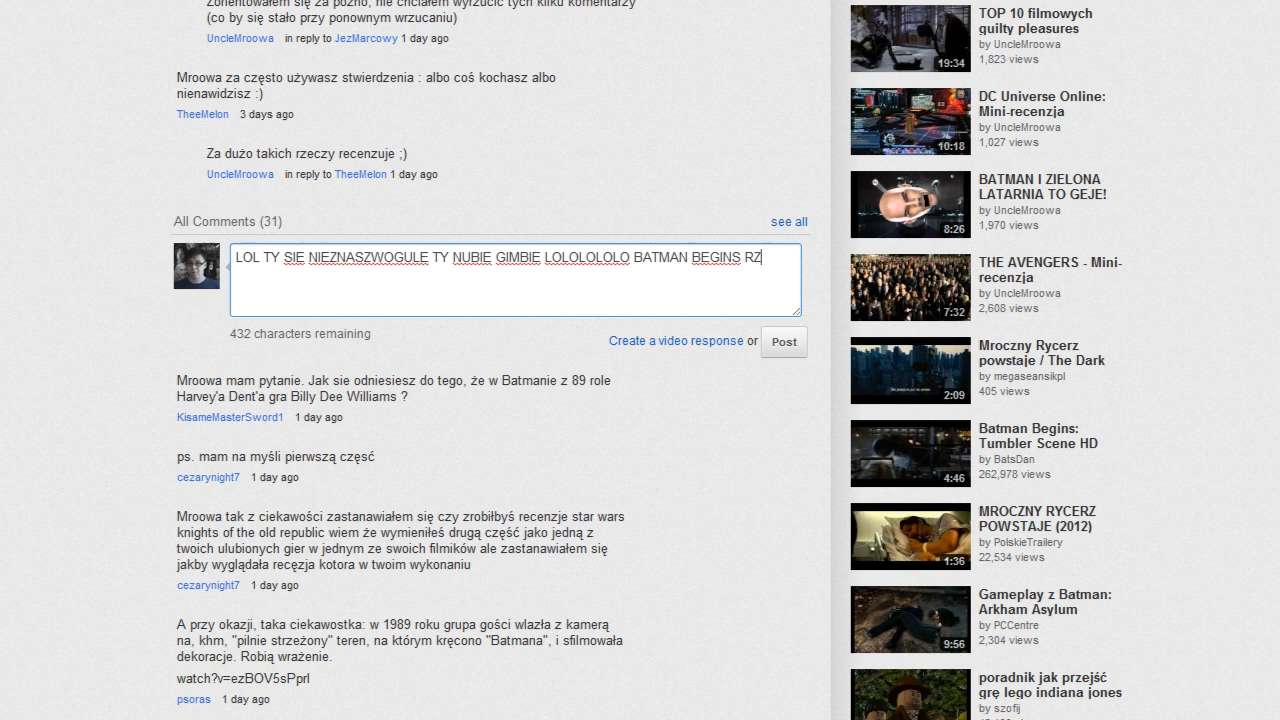 Zorientowałem się za późno, nie chciałem wyrzucić tych kilku komentarzy
(co by się stało przy ponownym wrzucaniu)
UncleMroowa in reply to JezMarcowy 1 day ago
Mroowa za często używasz stwierdzenia : albo coś kochasz albo
nienawidzisz :)
TheeMelon 3 days ago
Bo dużo takich rzeczy recenzuje ;)
UncleMroowa in reply to TheeMelon 1 day ago
All Comments (31) see all
LOL TY SIE NIEZNASZWOGULE TY NUBIE GIMBIE LOLOLOLOLO BATMAN BEGINS RZ
432 characters remaining
Create a video response or Post
Mroowa mam pytanie. Jak sie odniesiesz do tego, że w Batmanie z 89 role
Harvey'a Dent'a gra Billy Dee Williams ?
KisameMasterSword1 1 day ago
ps. mam na myśli pierwszą częsć
cezarynight7 1 day ago
Mroowa tak z ciekawości zastanawiałem się czy zrobiłbyś recenzje star wars
knights of the old republic wiem że wymieniłeś drugą część jako jedną z
twoich ulubionych gier w jednym ze swoich filmików ale zastanawiałem się
jakby wyglądała rezęzja kotora w twoim wykonaniu
cezarynight7 1 day ago
A przy okazji, taka ciekawostka: w 1989 roku grupa gości wlazła z kamerą
na, khm, "pilnie strzeżony" teren, na którym kręcono "Batmana", i sfilmowała
dekoracje. Robią wrażenie.
psoras 1 day ago
TOP 10 filmowych
guilty pleasures
by UncleMroowa
1,823 views
19:34
DC Universe Online:
Mini-recenzja
by UncleMroowa
1,027 views
10:18
BATMAN I ZIELONA
LATARNIA TO GEJE!
by UncleMroowa
1,970 views
8:26
THE AVENGERS - Mini-
recenzja
by UncleMroowa
2,608 views
7:32
Mroczny Rycerz
powstaje / The Dark
by megaseansikpl
405 views
2:09
Batman Begins:
Tumbler Scene HD
by BatsDan
262,978 views
4:46
MROCZNY RYCERZ
POWSTAJE (2012)
by PolskieTrailery
22,534 views
1:36
Gameplay z Batman:
Arkham Asylum
by PCCentre
2,304 views
9:56
poradnik jak przejść
grę lego indiana jones
by szofij